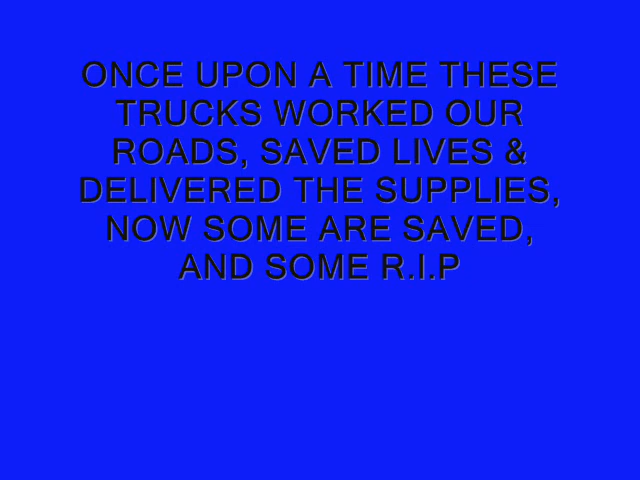 ONCE UPON A TIME THESE
TRUCKS WORKED OUR
ROADS, SAVED LIVES &
DELIVERED THE SUPPLIES,
NOW SOME ARE SAVED,
AND SOME R.I.P